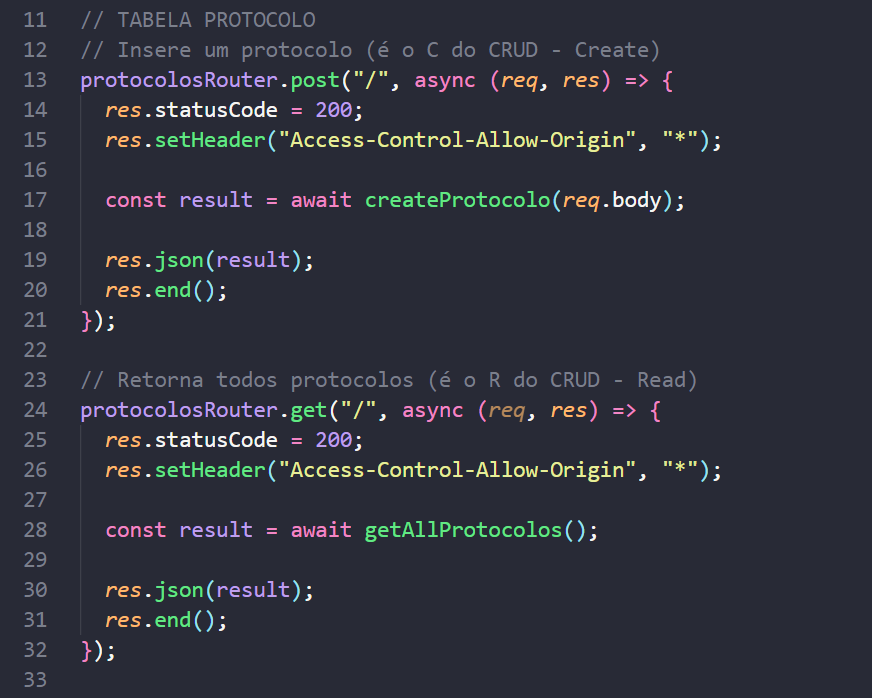 11 // TABELA PROTOCOLO
12 // Insere um protocolo (é o C do CRUD - Create)
13 protocolosRouter.post("/", async (req, res) => {
14   res.statusCode = 200;
15   res.setHeader("Access-Control-Allow-Origin", "*");
16
17   const result = await createProtocolo(req.body);
18
19   res.json(result);
20   res.end();
21 });
22
23 // Retorna todos protocolos (é o R do CRUD - Read)
24 protocolosRouter.get("/", async (req, res) => {
25   res.statusCode = 200;
26   res.setHeader("Access-Control-Allow-Origin", "*");
27
28   const result = await getAllProtocolos();
29
30   res.json(result);
31   res.end();
32 });
33